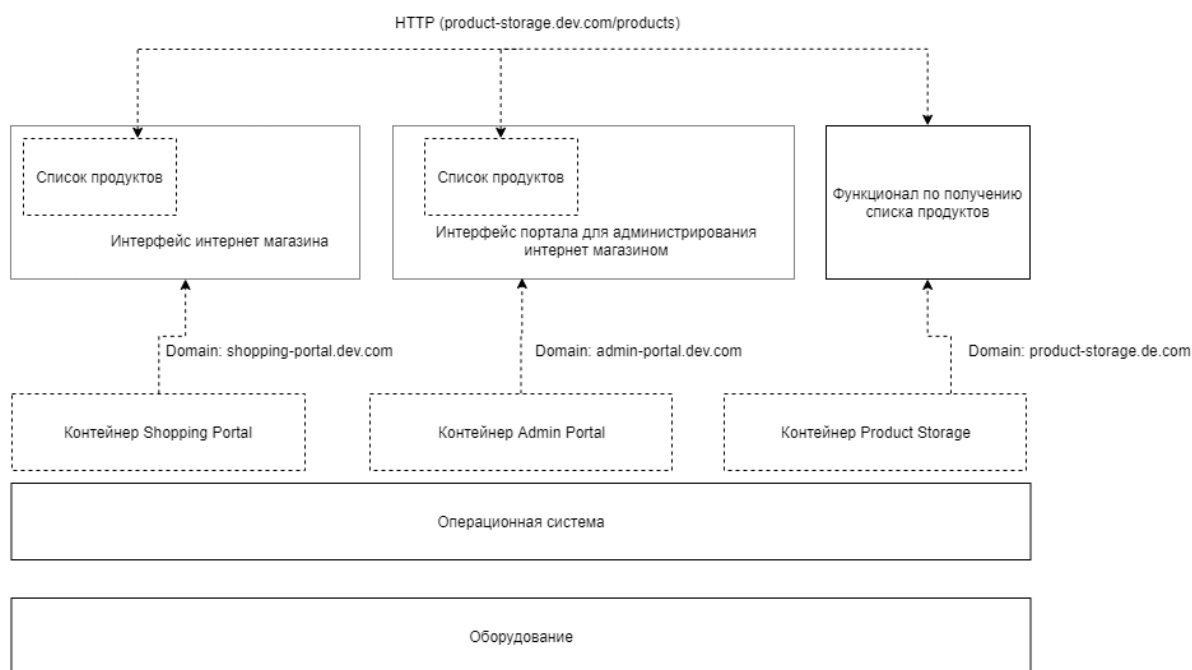 HTTP (product-storage.dev.com/products)
Список продуктов
Интерфейс интернет магазина
Список продуктов
Интерфейс портала для администрирования
интернет магазином
Функционал по получению
списка продуктов
Domain: shopping-portal.dev.com
Domain: admin-portal.dev.com
Domain: product-storage.de.com
Контейнер Shopping Portal
Контейнер Admin Portal
Контейнер Product Storage
Операционная система
Оборудование